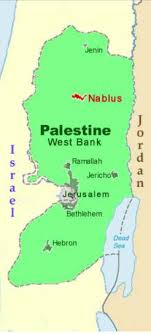 Jenin
Nablus
Palestine
West Bank
Israel
Jordan
Ramallah
Jericho
Jerusalem
Bethlehem
Hebron
Dead
Sea